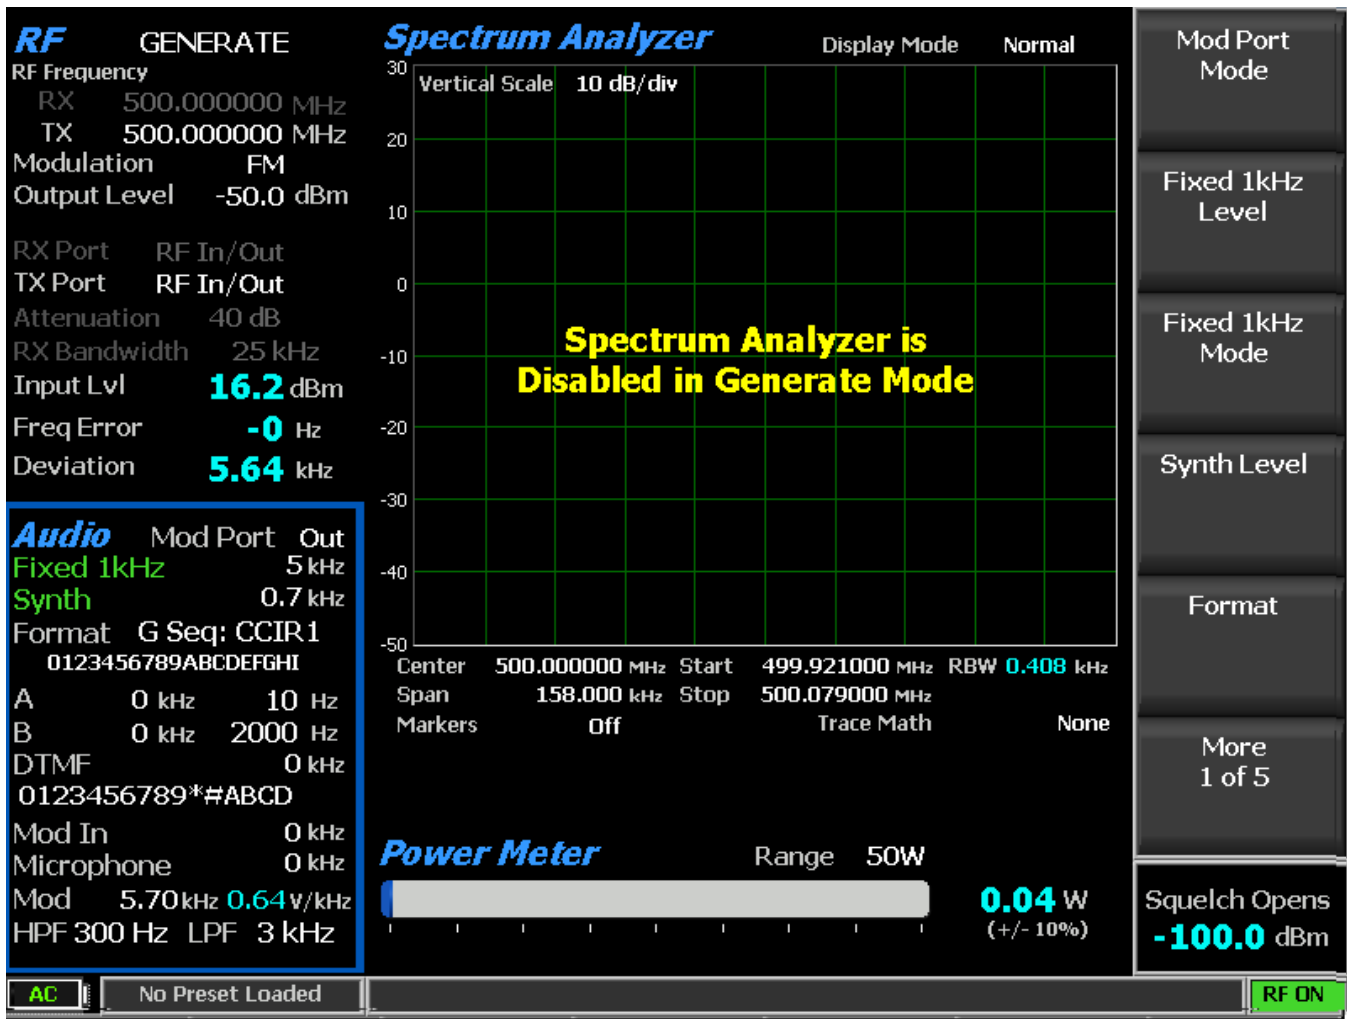 RF GENERATE
RF Frequency
RX 500.000000 MHz
TX 500.000000 MHz
Modulation FM
Output Level -50.0 dBm
RX Port RF In/Out
TX Port RF In/Out
Attenuation 40 dB
RX Bandwidth 25 kHz
Input Lvl 16.2 dBm
Freq Error -0 Hz
Deviation 5.64 kHz
Audio Mod Port Out
Fixed 1kHz 5 kHz
Synth 0.7 kHz
Format G Seq: CCIR1
0123456789ABCDEFGHI
A 0 kHz 10 Hz
B 0 kHz 2000 Hz
DTMF 0 kHz
0123456789*#ABCD
Mod In 0 kHz
Microphone 0 kHz
Mod 5.70 kHz 0.64 V/kHz
HPF 300 Hz LPF 3 kHz
Spectrum Analyzer Display Mode Normal
Vertical Scale 10 dB/div
30
20
10
0
-10
-20
-30
-40
-50
Spectrum Analyzer is
Disabled in Generate Mode
Center 500.000000 MHz Start 499.921000 MHz RBW 0.408 kHz
Span 158.000 kHz Stop 500.079000 MHz
Markers Off Trace Math None
Power Meter Range 50W
0.04 W
(+/- 10%)
Mod Port
Mode
Fixed 1kHz
Level
Fixed 1kHz
Mode
Synth Level
Format
More
1 of 5
Squelch Opens
-100.0 dBm
AC No Preset Loaded RF ON